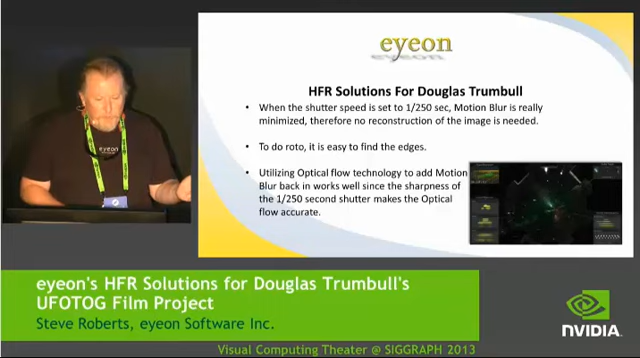 eyeon
HFR Solutions For Douglas Trumbull
• When the shutter speed is set to 1/250 sec, Motion Blur is really
minimized, therefore no reconstruction of the image is needed.
• To do roto, it is easy to find the edges.
• Utilizing Optical flow technology to add Motion
Blur back in works well since the sharpness of
the 1/250 second shutter makes the Optical
flow accurate.
eyeon
eyeon's HFR Solutions for Douglas Trumbull's
UFOTOG Film Project
Steve Roberts, eyeon Software Inc.
NVIDIA
Visual Computing Theater @ SIGGRAPH 2013